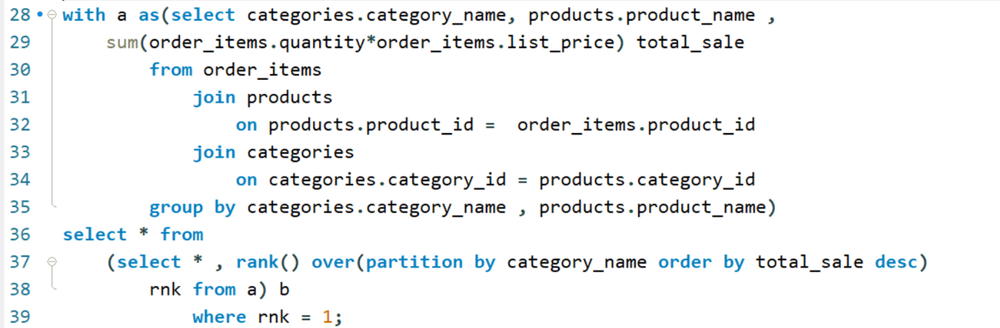 28 with a as(select categories.category_name, products.product_name ,
29 sum(order_items.quantity*order_items.list_price) total_sale
30 from order_items
31 join products
32 on products.product_id =  order_items.product_id
33 join categories
34 on categories.category_id = products.category_id
35 group by categories.category_name , products.product_name)
36 select * from
37 (select * , rank() over(partition by category_name order by total_sale desc)
38 rnk from a) b
39 where rnk = 1;